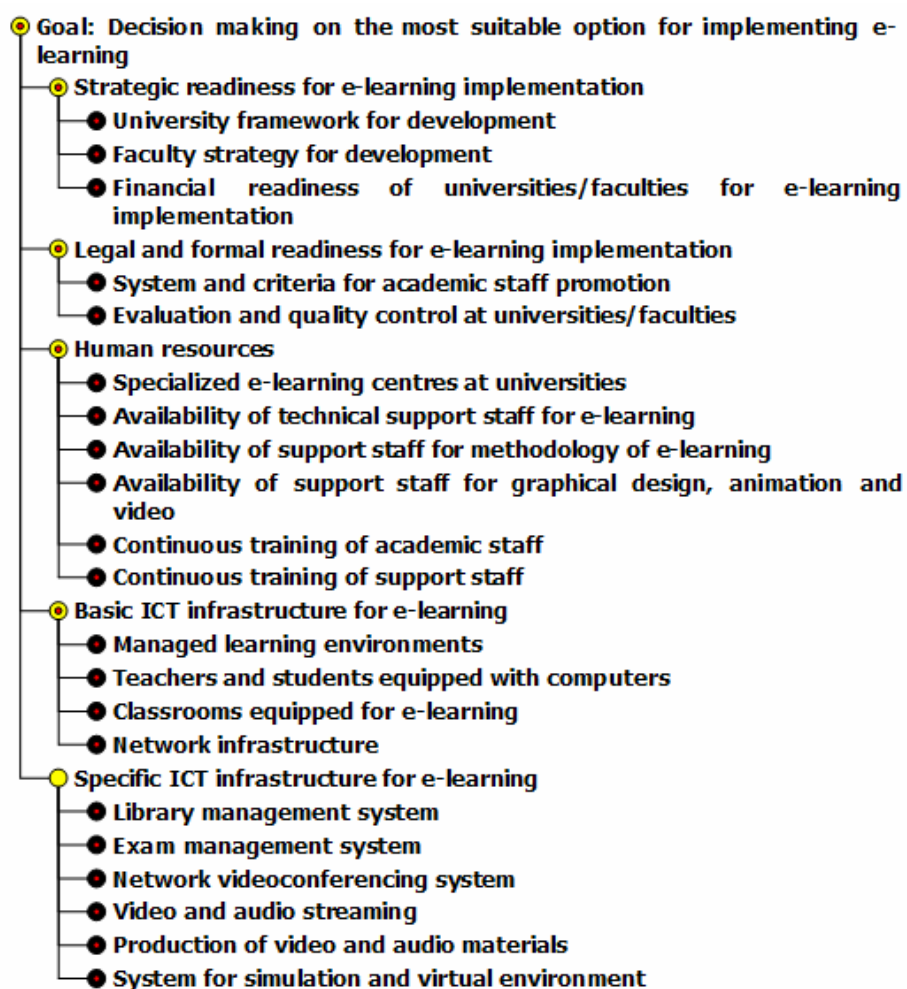 Goal: Decision making on the most suitable option for implementing e-
learning
Strategic readiness for e-learning implementation
University framework for development
Faculty strategy for development
Financial readiness of universities/faculties for e-learning
implementation
Legal and formal readiness for e-learning implementation
System and criteria for academic staff promotion
Evaluation and quality control at universities/faculties
Human resources
Specialized e-learning centres at universities
Availability of technical support staff for e-learning
Availability of support staff for methodology of e-learning
Availability of support staff for graphical design, animation and
video
Continuous training of academic staff
Continuous training of support staff
Basic ICT infrastructure for e-learning
Managed learning environments
Teachers and students equipped with computers
Classrooms equipped for e-learning
Network infrastructure
Specific ICT infrastructure for e-learning
Library management system
Exam management system
Network videoconferencing system
Video and audio streaming
Production of video and audio materials
System for simulation and virtual environment